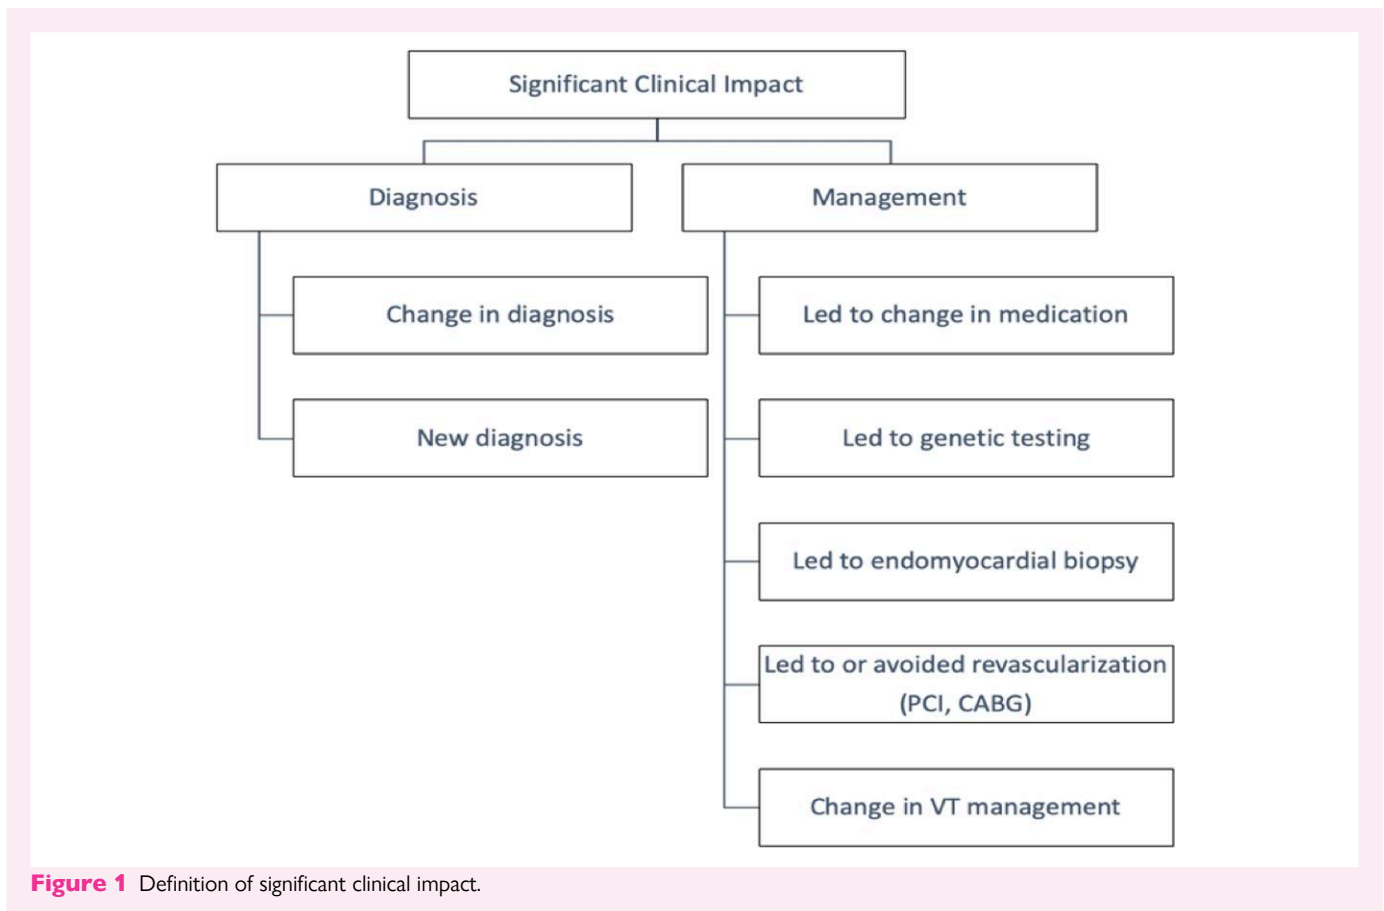 Significant Clinical Impact
Diagnosis
Management
Change in diagnosis
Led to change in medication
New diagnosis
Led to genetic testing
Led to endomyocardial biopsy
Led to or avoided revascularization
(PCI, CABG)
Change in VT management
Figure 1 Definition of significant clinical impact.